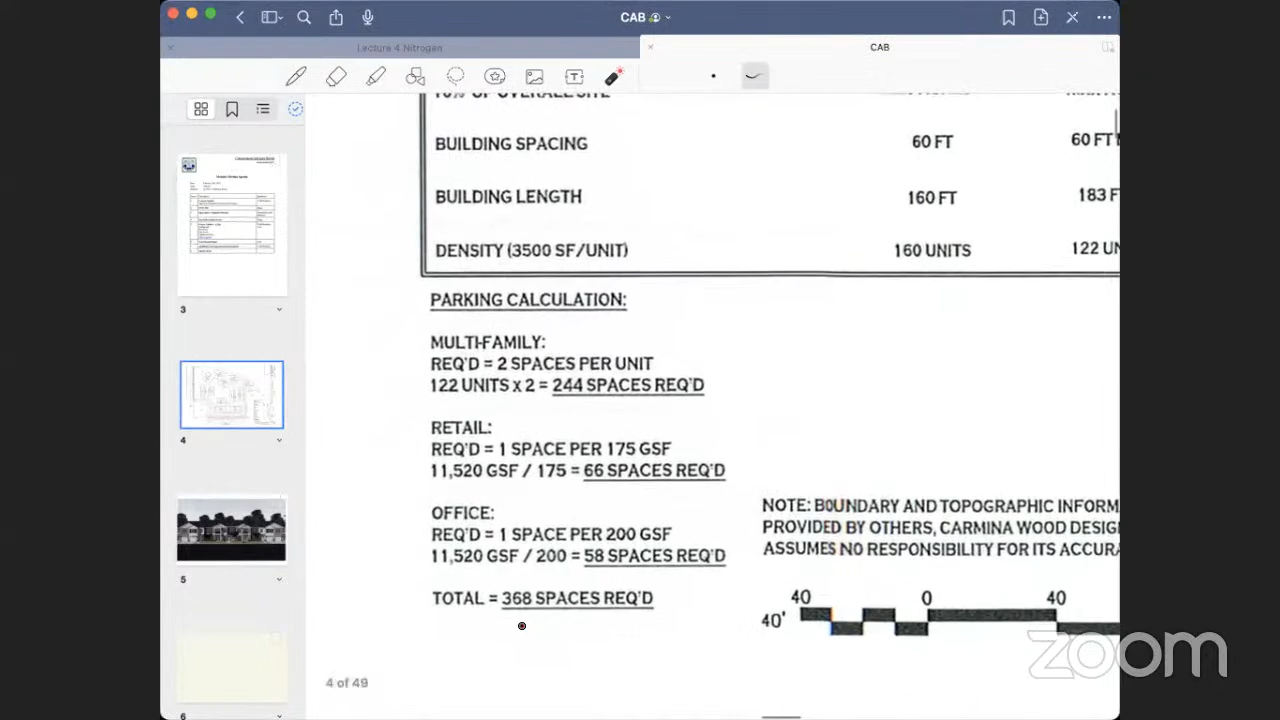 CAB
Lecture 4 Nitrogen
CAB
10% OF OVERALL SITE
BUILDING SPACING 60 FT 60 FT
BUILDING LENGTH 160 FT 183 F
DENSITY (3500 SF/UNIT) 160 UNITS 122 UN
PARKING CALCULATION:
MULTI-FAMILY:
REQ'D = 2 SPACES PER UNIT
122 UNITS x 2 = 244 SPACES REQ'D
RETAIL:
REQ'D = 1 SPACE PER 175 GSF
11,520 GSF / 175 = 66 SPACES REQ'D
OFFICE:
REQ'D = 1 SPACE PER 200 GSF
11,520 GSF / 200 = 58 SPACES REQ'D
TOTAL = 368 SPACES REQ'D
NOTE: BOUNDARY AND TOPOGRAPHIC INFORM
PROVIDED BY OTHERS, CARMINA WOOD DESIG
ASSUMES NO RESPONSIBILITY FOR ITS ACCURA
40 0 40
40'
3
4
5
6
4 of 49
zoom